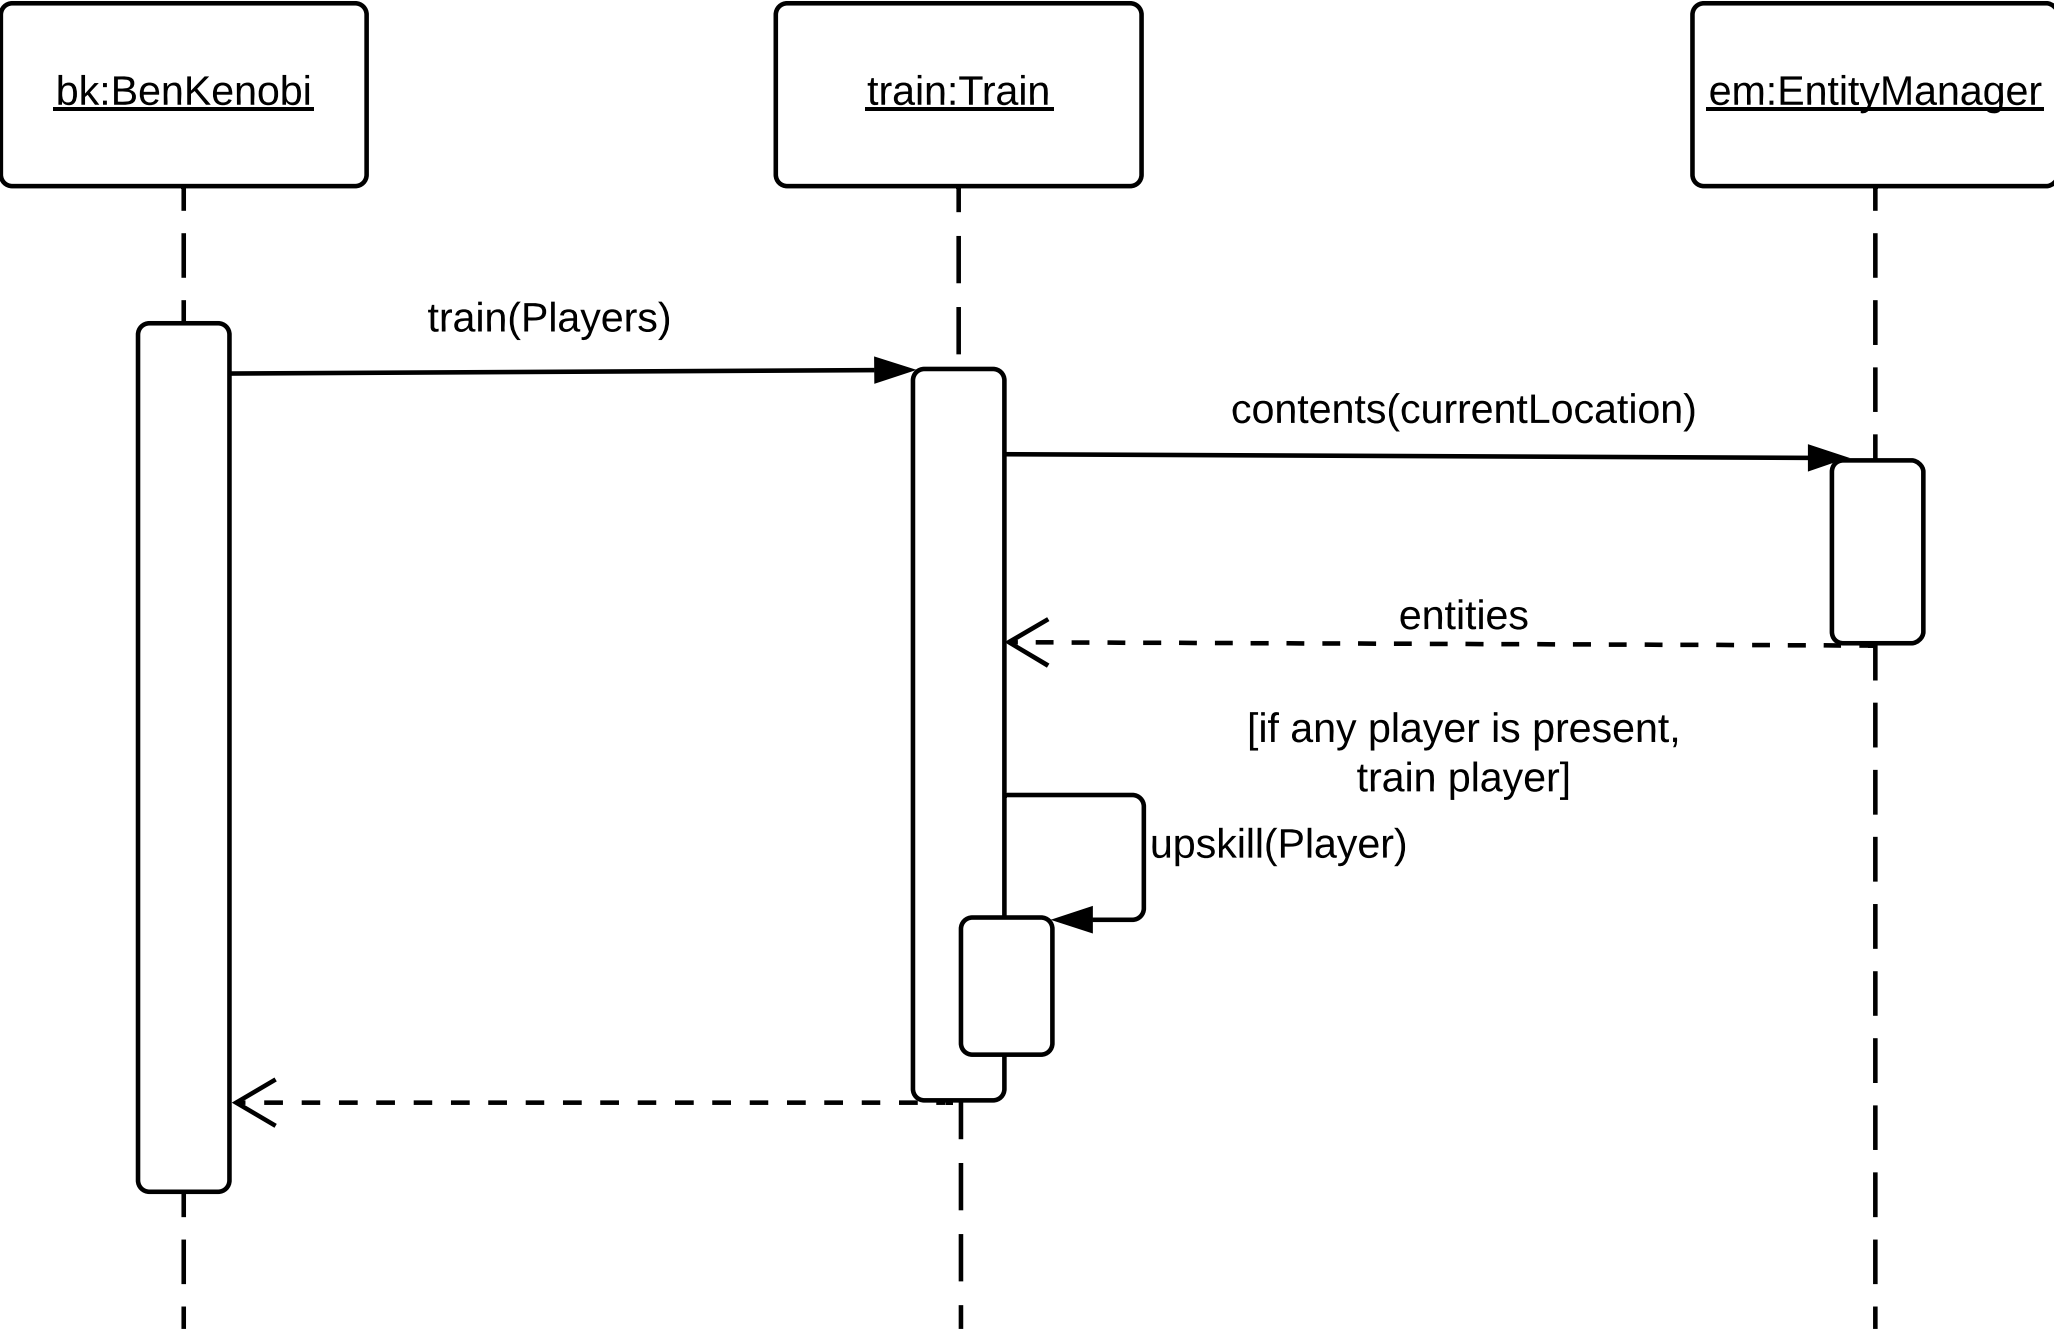 bk:BenKenobi
train:Train
em:EntityManager
train(Players)
contents(currentLocation)
entities
[if any player is present,
train player]
upskill(Player)